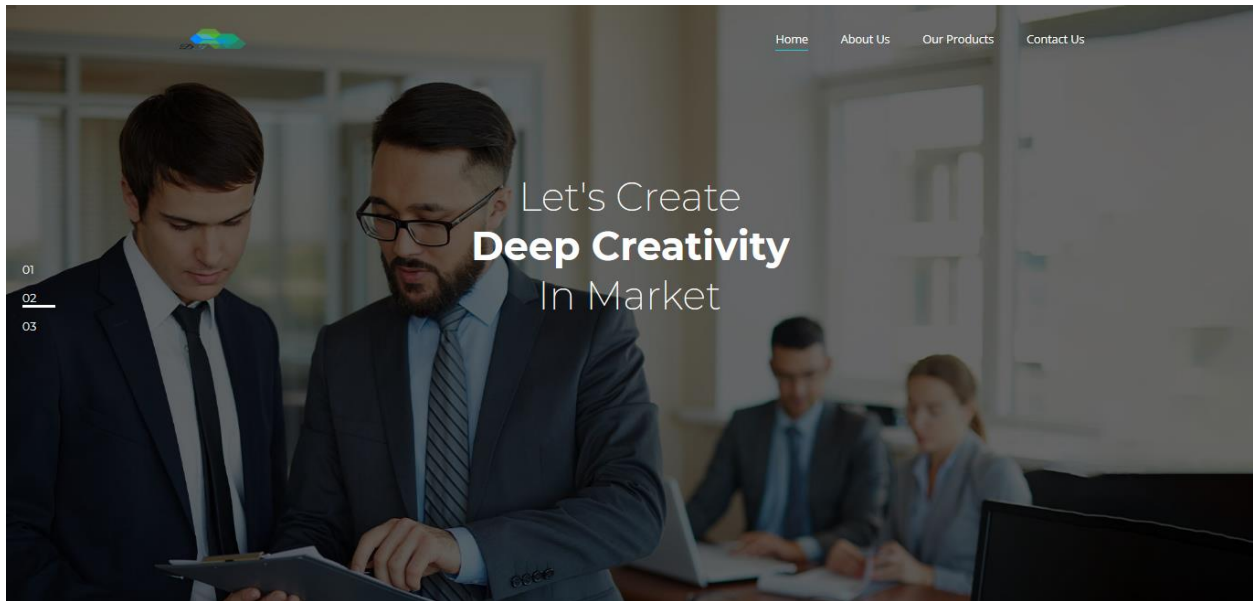 Home About Us Our Products Contact Us
Let's Create
Deep Creativity
In Market
01
02
03